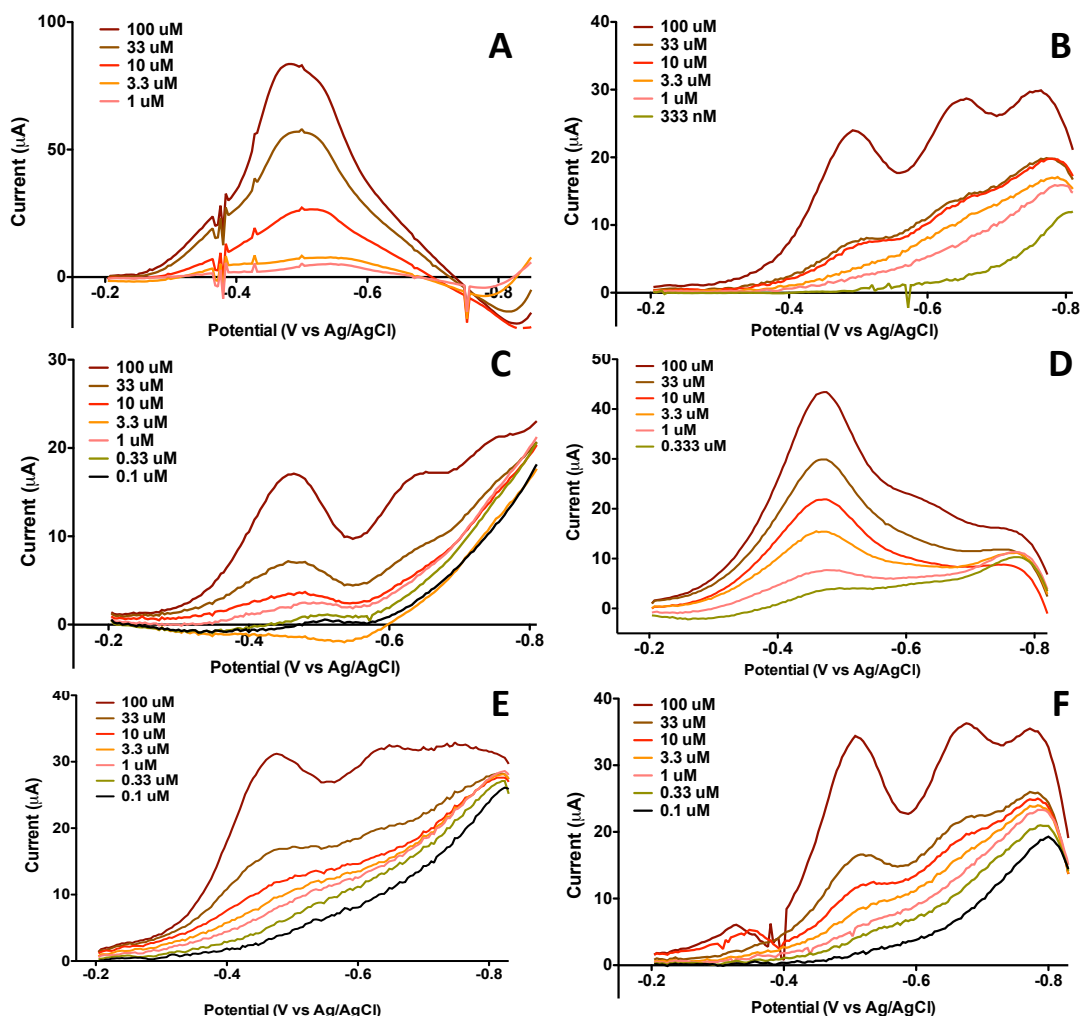 A
100 uM
33 uM
10 uM
3.3 uM
1 uM
100
50
0
-0.2
-0.4
-0.6
-0.8
Current (μA)
Potential (V vs Ag/AgCl)
B
100 uM
33 uM
10 uM
3.3 uM
1 uM
333 nM
40
30
20
10
0
-0.2
-0.4
-0.6
-0.8
Current (μA)
Potential (V vs Ag/AgCl)
C
100 uM
33 uM
10 uM
3.3 uM
1 uM
0.33 uM
0.1 uM
30
20
10
0
-0.2
-0.4
-0.6
-0.8
Current (μA)
Potential (V vs Ag/AgCl)
D
100 uM
33 uM
10 uM
3.3 uM
1 uM
0.333 uM
50
40
30
20
10
0
-0.2
-0.4
-0.6
-0.8
Current (μA)
Potential (V vs Ag/AgCl)
E
100 uM
33 uM
10 uM
3.3 uM
1 uM
0.33 uM
0.1 uM
40
30
20
10
0
-0.2
-0.4
-0.6
-0.8
Current (μA)
Potential (V vs Ag/AgCl)
F
100 uM
33 uM
10 uM
3.3 uM
1 uM
0.33 uM
0.1 uM
40
30
20
10
0
-0.2
-0.4
-0.6
-0.8
Current (μA)
Potential (V vs Ag/AgCl)